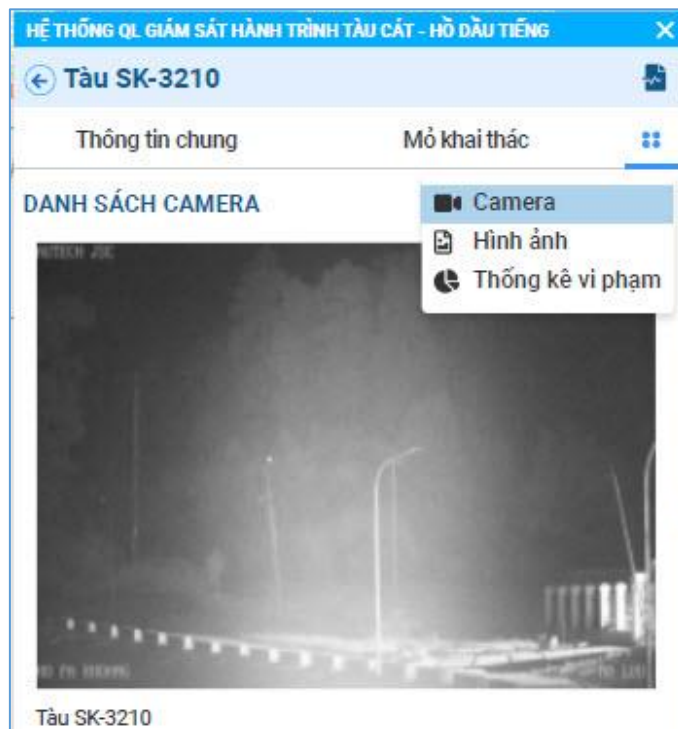 HỆ THỐNG QL GIÁM SÁT HÀNH TRÌNH TÀU CÁT - HỒ DẦU TIẾNG
Tàu SK-3210
Thông tin chung
Mỏ khai thác
DANH SÁCH CAMERA
Camera
Hình ảnh
Thống kê vi phạm
JSC
Tàu SK-3210